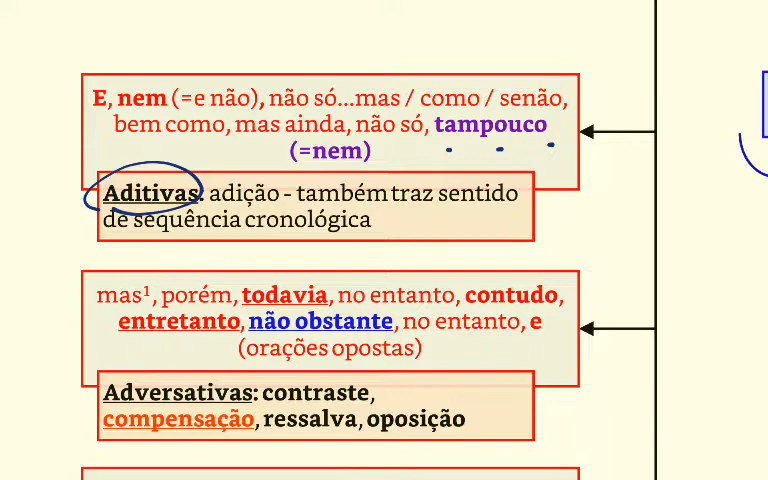 E, nem (=e não), não só...mas / como / senão,
bem como, mas ainda, não só, tampouco
(=nem)
Aditivas: adição - também traz sentido
de sequência cronológica
mas¹, porém, todavia, no entanto, contudo,
entretanto, não obstante, no entanto, e
(orações opostas)
Adversativas: contraste,
compensação, ressalva, oposição